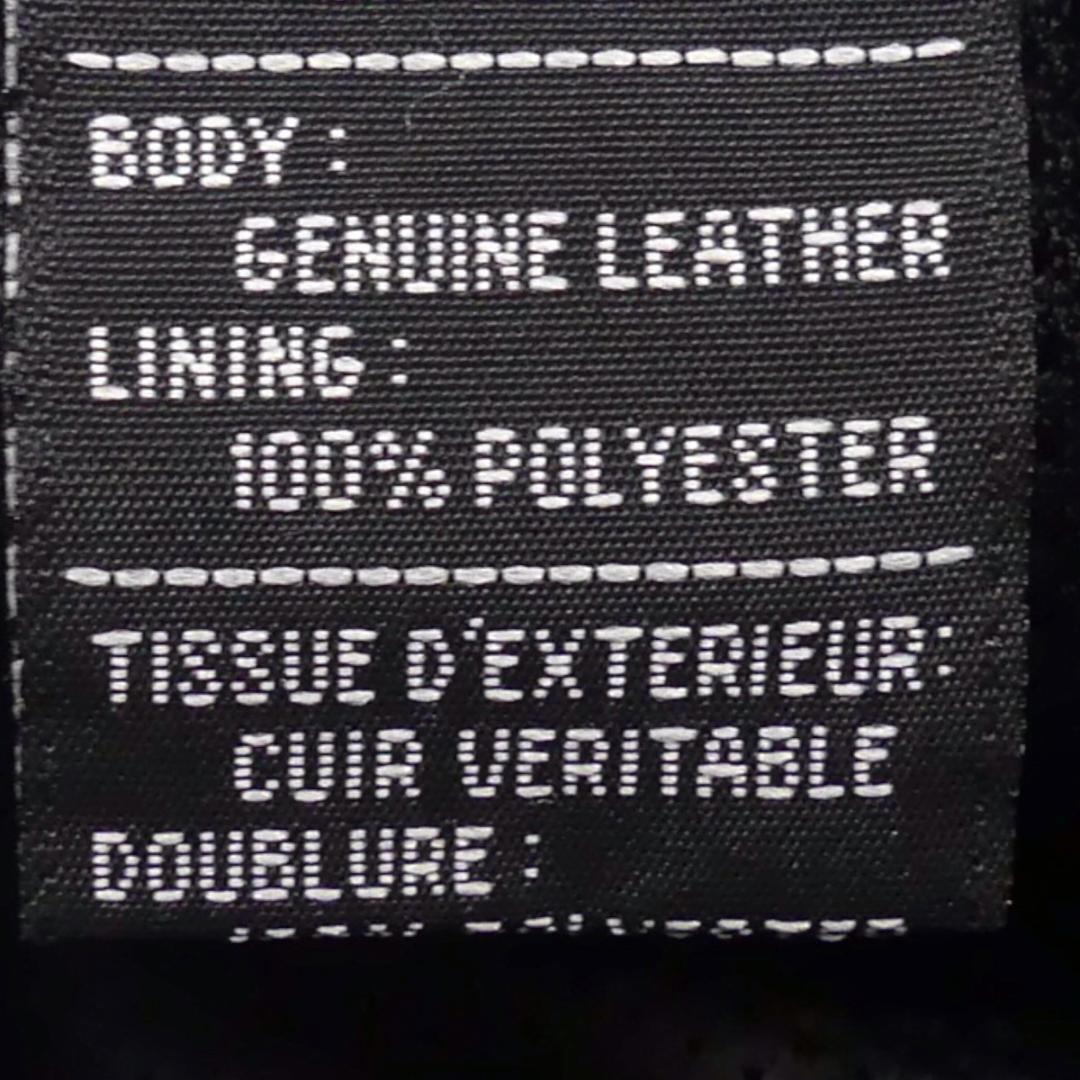 BODY :
GENUINE LEATHER
LINING :
100% POLYESTER
TISSUE D'EXTERIEUR:
CUIR VERITABLE
DOUBLURE :